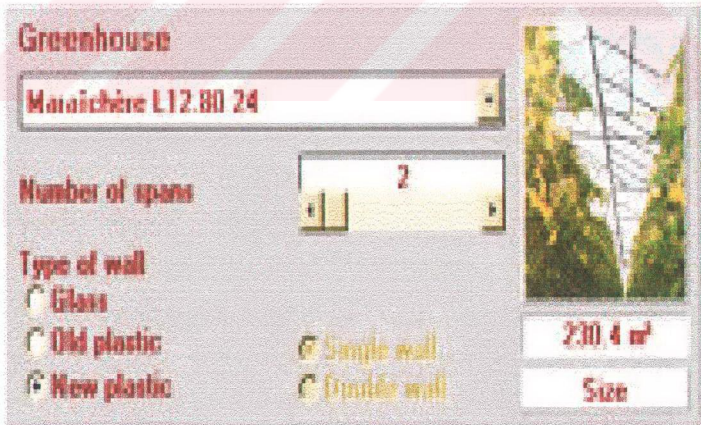 Greenhouse
Maraîchère L12.80 24
Number of spans
2
Type of wall
Glass
Old plastic
New plastic
Single wall
Double wall
230.4 m²
Size